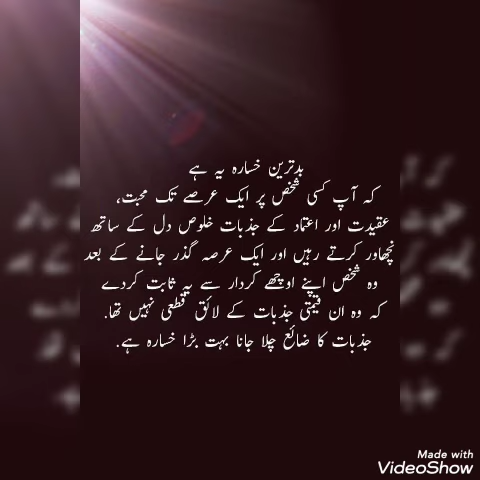 بدترین خسارہ یہ ہے
کہ آپ کسی شخص پر ایک عرصے تک محبت،
عقیدت اور اعتماد کے جذبات خلوص دل کے ساتھ
نچھاور کرتے رہیں اور ایک عرصہ گذر جانے کے بعد
وہ شخص اپنے اوچھے کردار سے یہ ثابت کردے
کہ وہ ان قیمتی جذبات کے لائق قطعی نہیں تھا.
جذبات کا ضائع چلا جانا بہت بڑا خسارہ ہے.
Made with
VideoShow